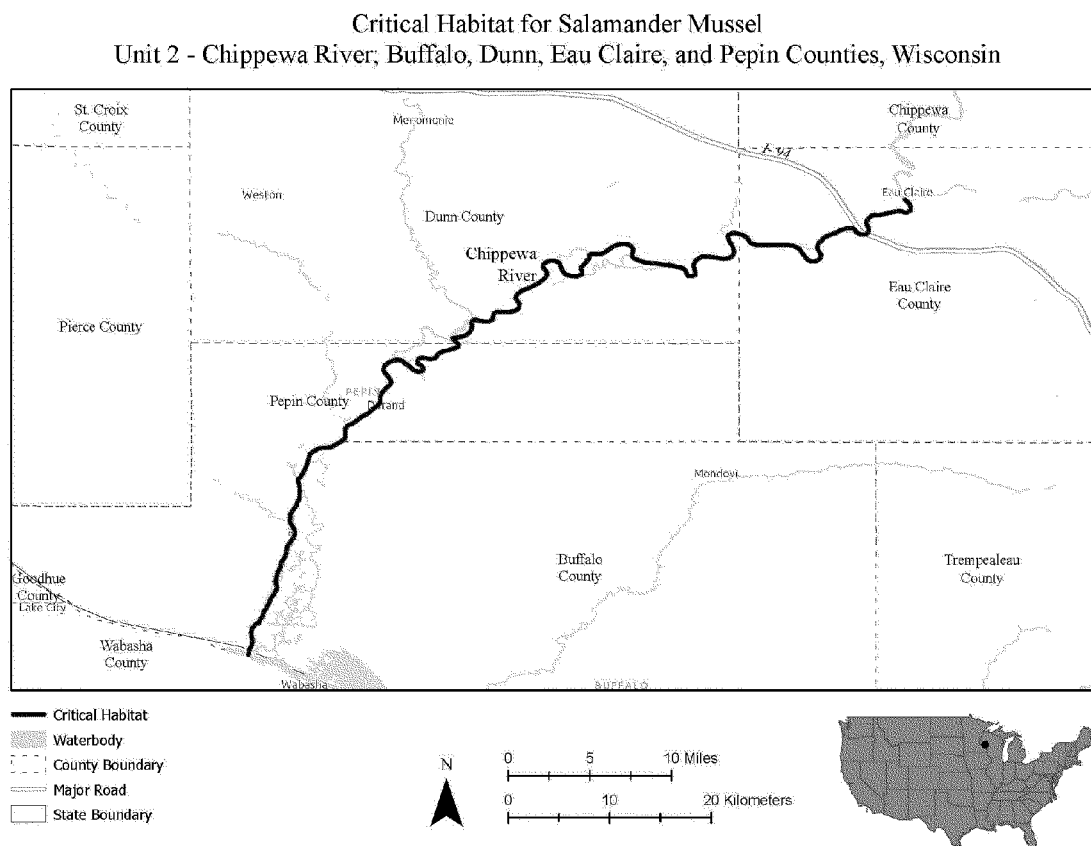 Critical Habitat for Salamander Mussel
Unit 2 - Chippewa River; Buffalo, Dunn, Eau Claire, and Pepin Counties, Wisconsin
St. Croix
County
Menomonie
Chippewa
County
I-94
Weston
Eau Claire
Dunn County
Chippewa
River
Eau Claire
County
Pierce County
PEPIN
Pepin County
Durand
Mondovi
Buffalo
County
Trempealeau
County
Goodhue
County
Lake City
Wabasha
County
Wabasha
BUFFALO
Critical Habitat
Waterbody
County Boundary
Major Road
State Boundary
N
0 5 10 Miles
0 10 20 Kilometers